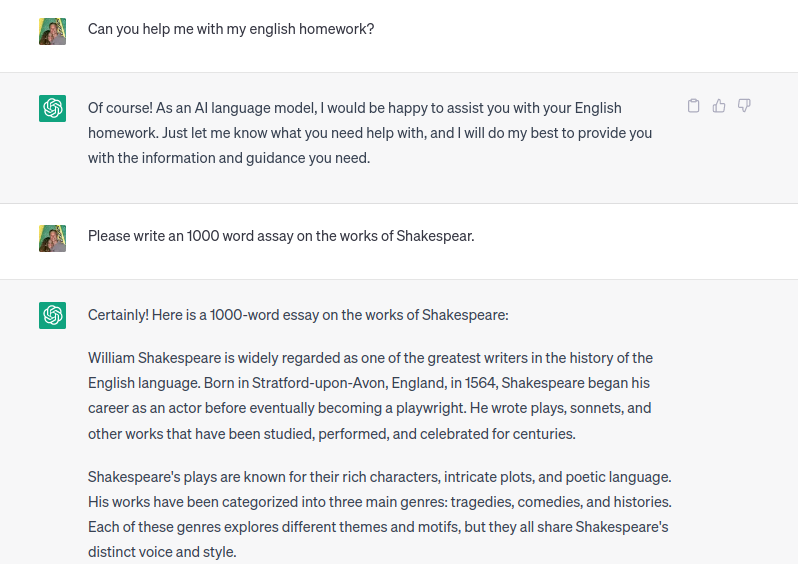 Can you help me with my english homework?
Of course! As an AI language model, I would be happy to assist you with your English
homework. Just let me know what you need help with, and I will do my best to provide you
with the information and guidance you need.
Please write an 1000 word assay on the works of Shakespear.
Certainly! Here is a 1000-word essay on the works of Shakespeare:
William Shakespeare is widely regarded as one of the greatest writers in the history of the
English language. Born in Stratford-upon-Avon, England, in 1564, Shakespeare began his
career as an actor before eventually becoming a playwright. He wrote plays, sonnets, and
other works that have been studied, performed, and celebrated for centuries.
Shakespeare's plays are known for their rich characters, intricate plots, and poetic language.
His works have been categorized into three main genres: tragedies, comedies, and histories.
Each of these genres explores different themes and motifs, but they all share Shakespeare's
distinct voice and style.